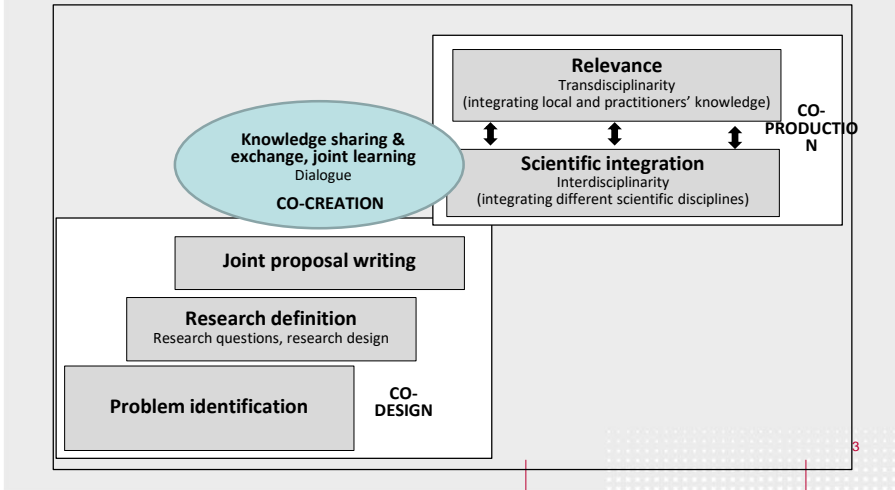 Relevance
Transdisciplinarity
(integrating local and practitioners’ knowledge)
CO-
PRODUCTIO
N
Knowledge sharing &
exchange, joint learning
Dialogue
CO-CREATION
Scientific integration
Interdisciplinarity
(integrating different scientific disciplines)
Joint proposal writing
Research definition
Research questions, research design
Problem identification
CO-
DESIGN
3